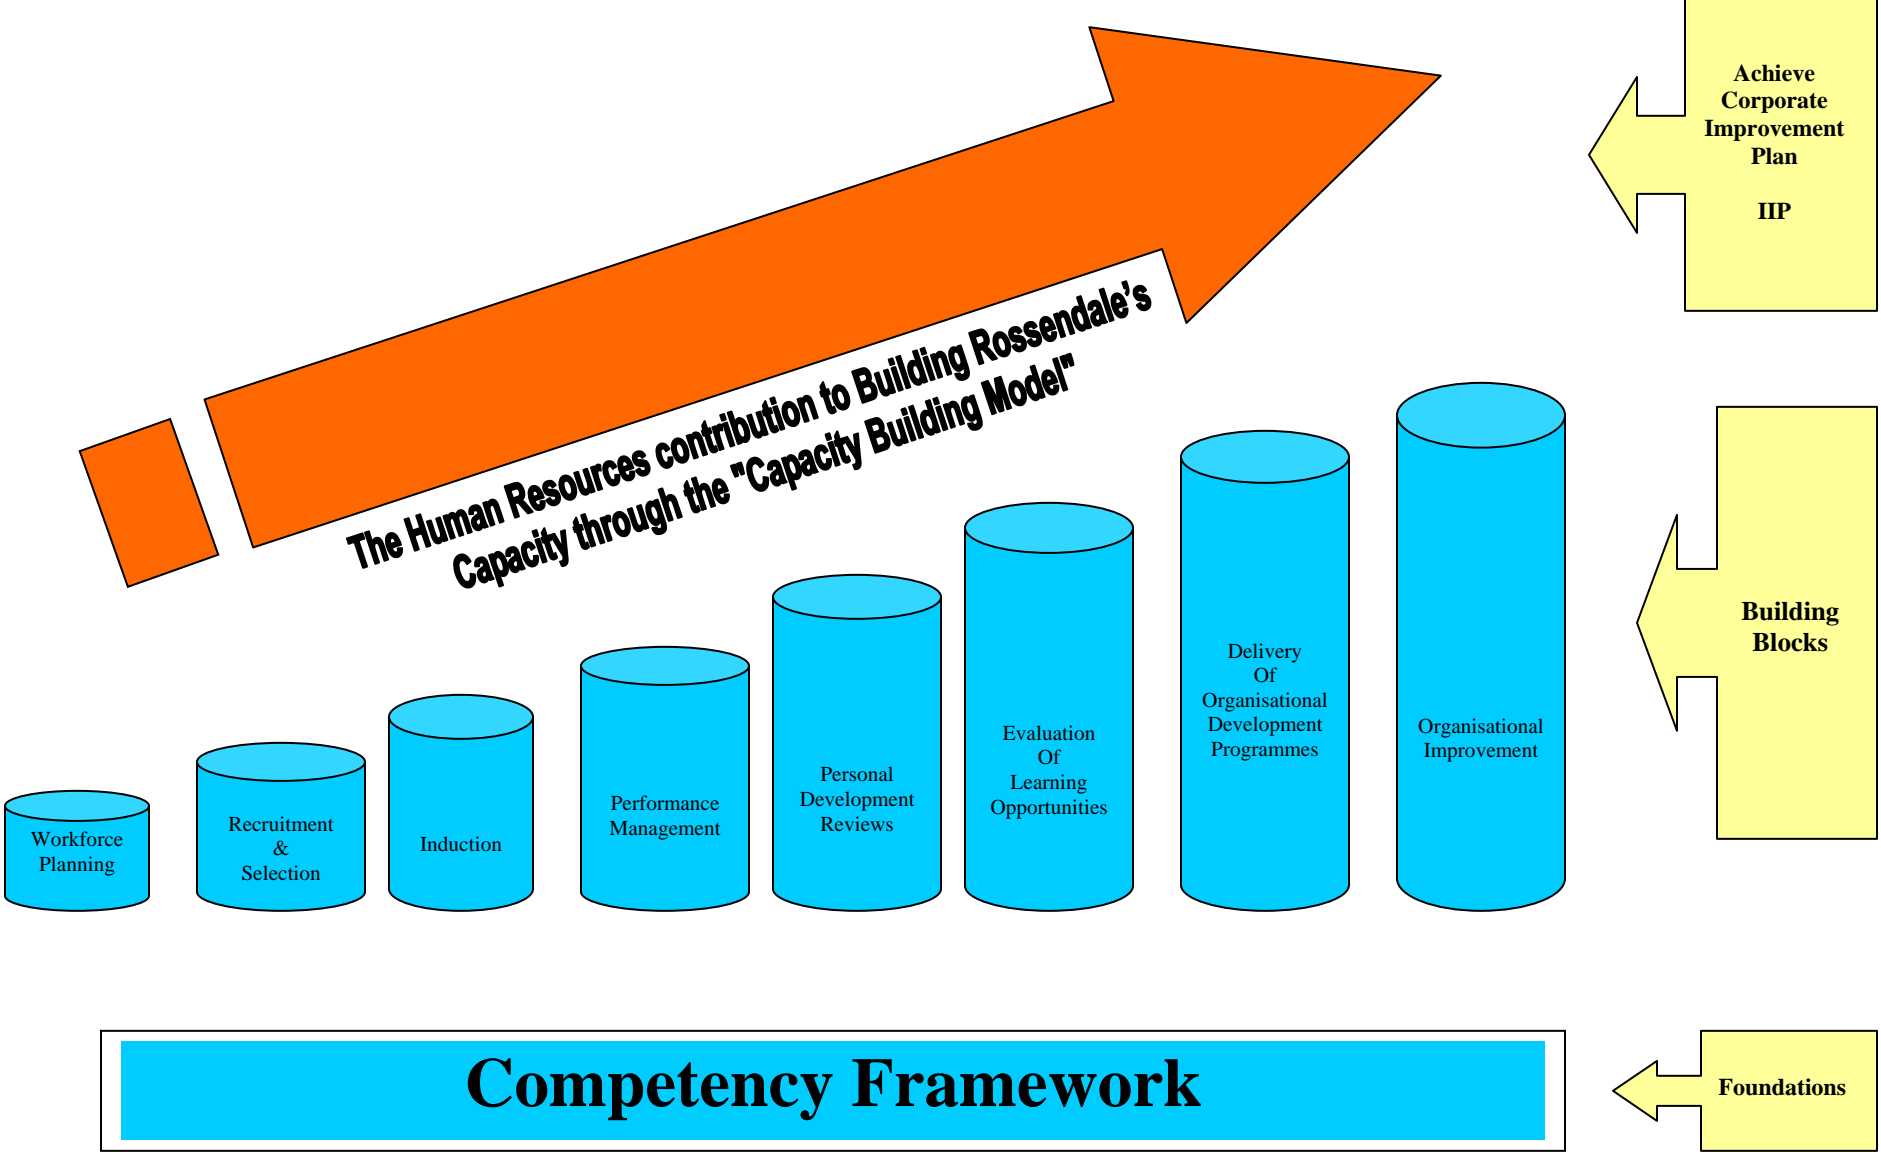 Achieve
Corporate
Improvement
Plan
IIP
The Human Resources contribution to Building Rossendale’s
Capacity through the "Capacity Building Model"
Building
Blocks
Workforce
Planning
Recruitment
&
Selection
Induction
Performance
Management
Personal
Development
Reviews
Evaluation
Of
Learning
Opportunities
Delivery
Of
Organisational
Development
Programmes
Organisational
Improvement
Competency Framework
Foundations